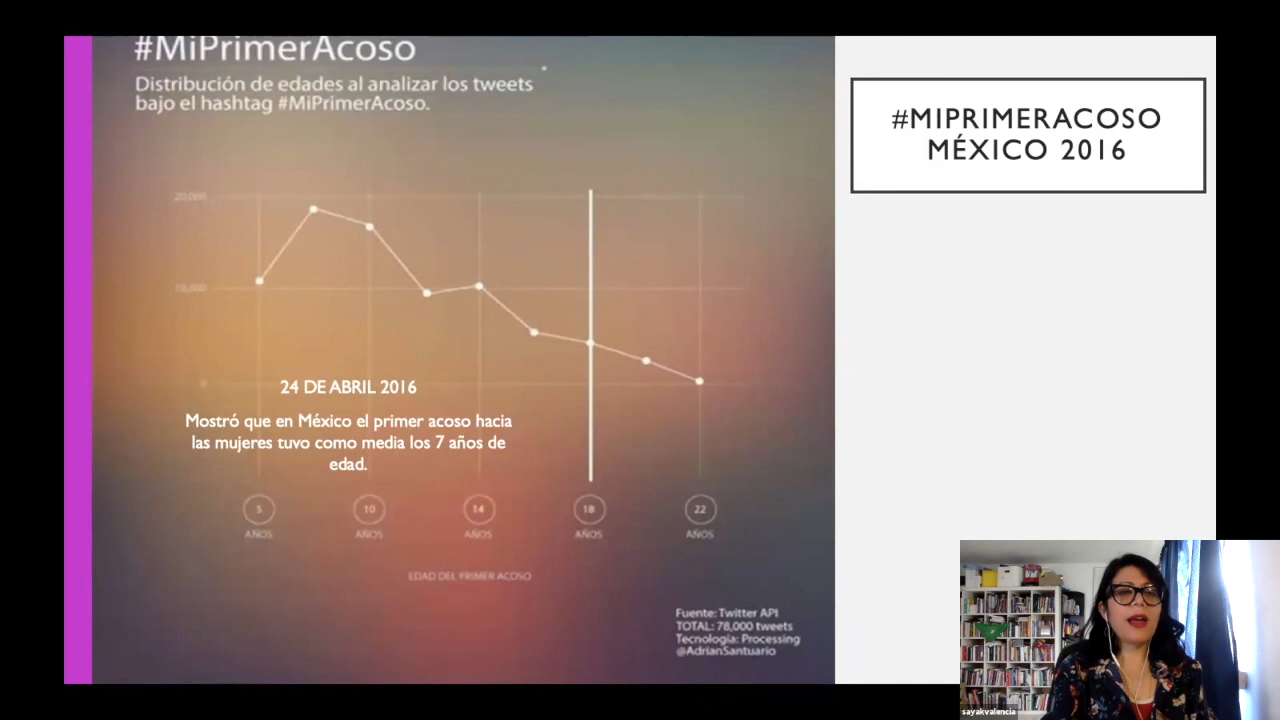 #MiPrimerAcoso
Distribución de edades al analizar los tweets
bajo el hashtag #MiPrimerAcoso.
#MIPRIMERACOSO
MÉXICO 2016
20,000
10,000
0
24 DE ABRIL 2016
Mostró que en México el primer acoso hacia
las mujeres tuvo como media los 7 años de
edad.
5
10
14
18
22
AÑOS
AÑOS
AÑOS
AÑOS
AÑOS
EDAD DEL PRIMER ACOSO
Fuente: Twitter API
TOTAL: 78,000 tweets
Tecnología: Processing
@AdrianSantuario
sayakvalencia